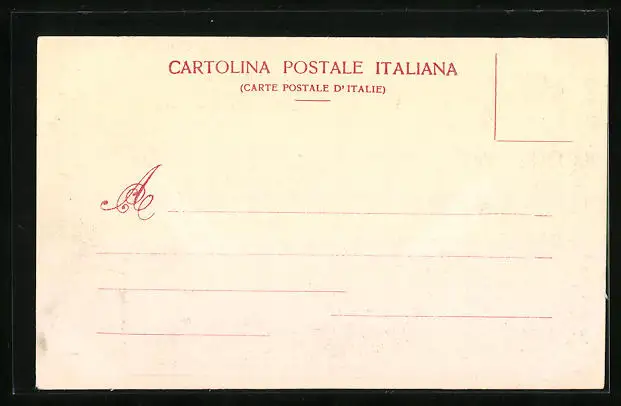 CARTOLINA POSTALE ITALIANA
(CARTE POSTALE D'ITALIE)
A